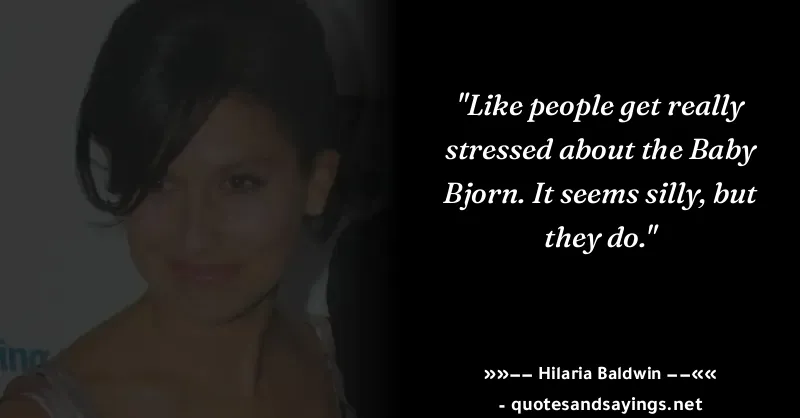 "Like people get really
stressed about the Baby
Bjorn. It seems silly, but
they do."
ing
»»–– Hilaria Baldwin ––««
- quotesandsayings.net